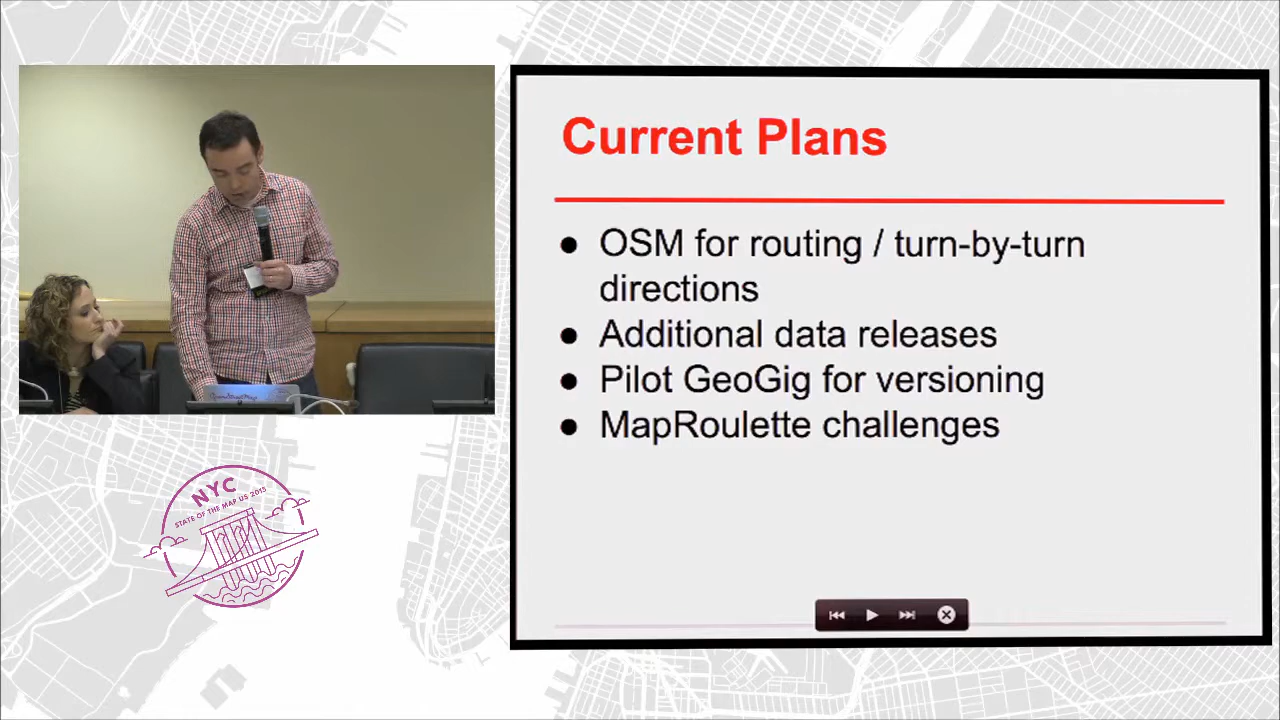 Current Plans
● OSM for routing / turn-by-turn
directions
● Additional data releases
● Pilot GeoGig for versioning
● MapRoulette challenges
NYC
STATE OF THE MAP US 2015
OpenStreetMap